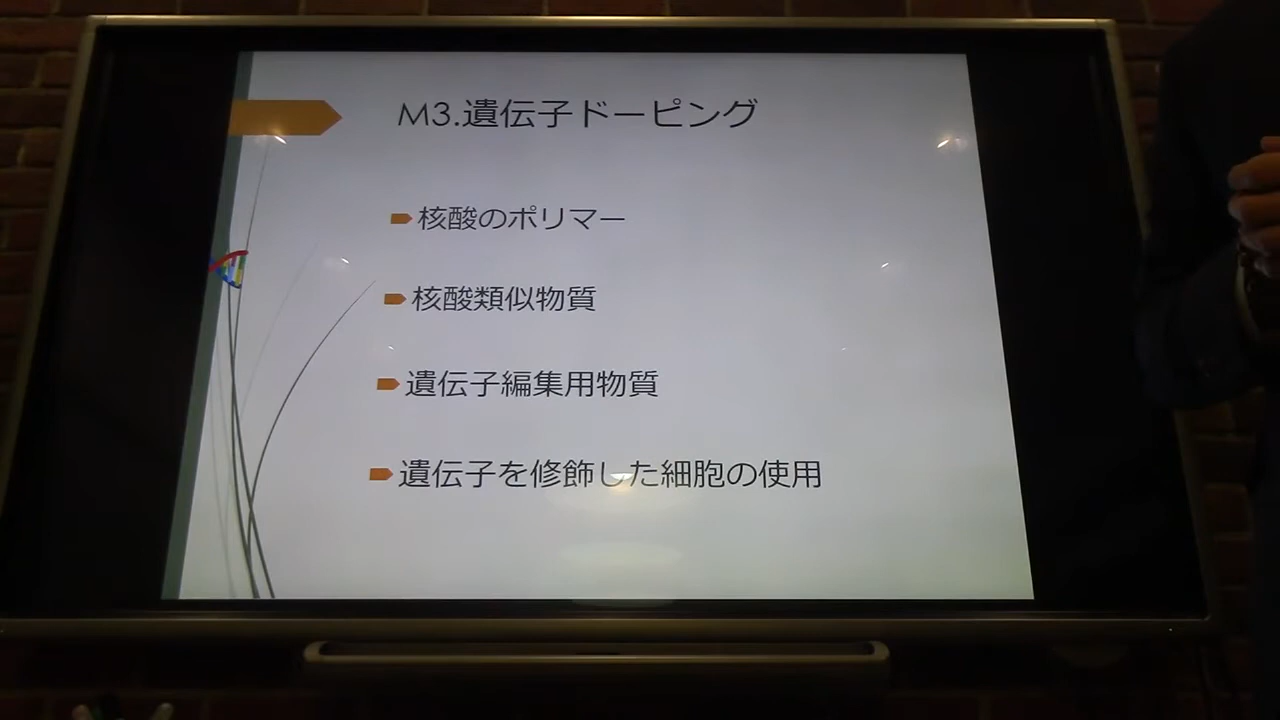 M3.遺伝子ドーピング
核酸のポリマー
核酸類似物質
遺伝子編集用物質
遺伝子を修飾した細胞の使用